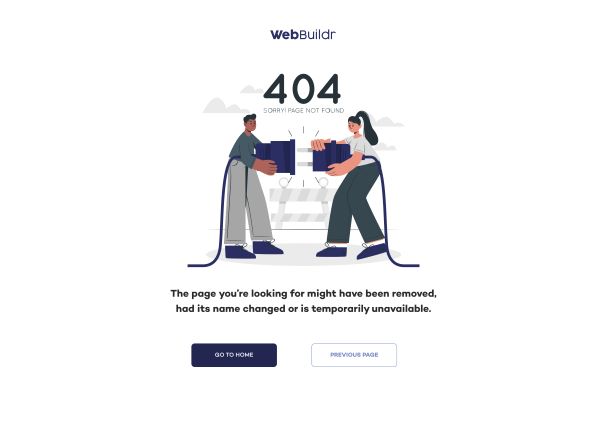 WebBuildr
404
SORRY! PAGE NOT FOUND
The page you're looking for might have been removed,
had its name changed or is temporarily unavailable.
GO TO HOME
PREVIOUS PAGE